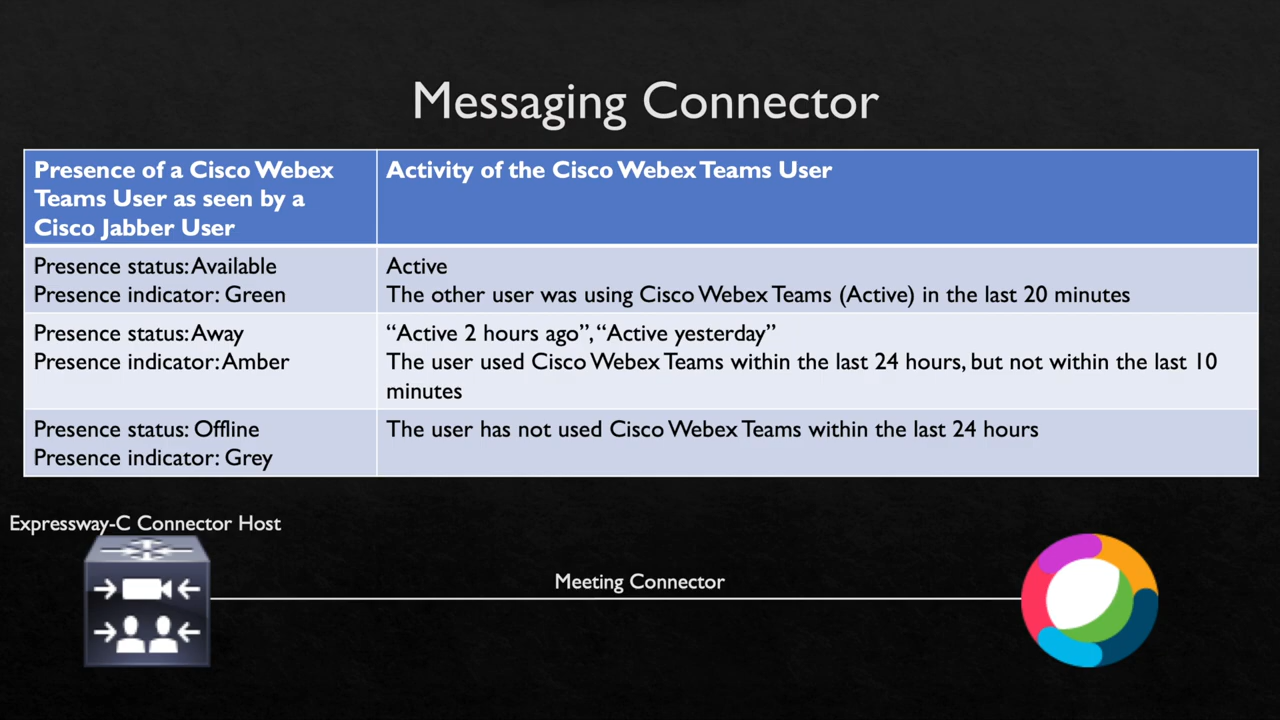 Messaging Connector
Presence of a Cisco Webex
Teams User as seen by a
Cisco Jabber User
Activity of the Cisco Webex Teams User
Presence status: Available
Presence indicator: Green
Active
The other user was using Cisco Webex Teams (Active) in the last 20 minutes
Presence status: Away
Presence indicator: Amber
“Active 2 hours ago”, “Active yesterday”
The user used Cisco Webex Teams within the last 24 hours, but not within the last 10
minutes
Presence status: Offline
Presence indicator: Grey
The user has not used Cisco Webex Teams within the last 24 hours
Expressway-C Connector Host
Meeting Connector